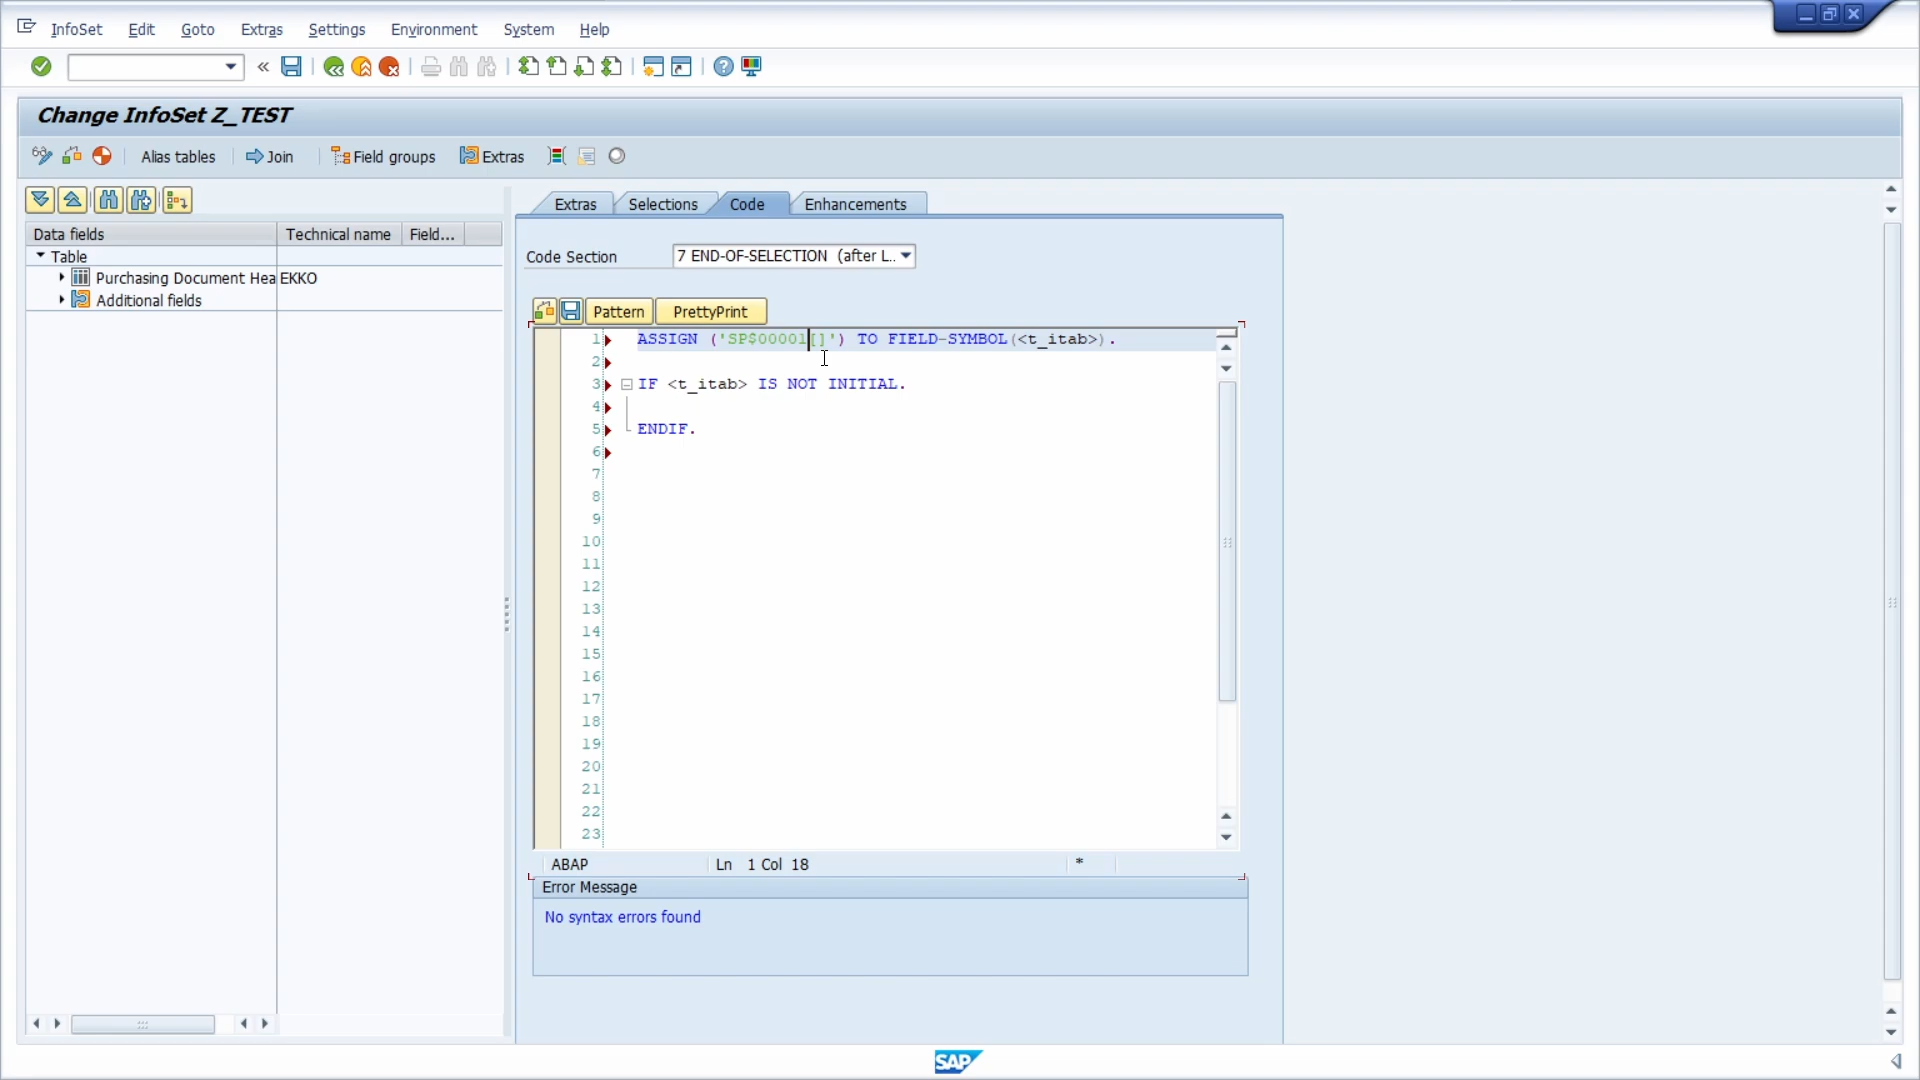 InfoSet Edit Goto Extras Settings Environment System Help
Change InfoSet Z_TEST
Alias tables Join Field groups Extras
Data fields Technical name Field...
Table
Purchasing Document Hea EKKO
Additional fields
Extras Selections Code Enhancements
Code Section 7 END-OF-SELECTION (after L..
Pattern PrettyPrint
1 ASSIGN ('SP$00001[]') TO FIELD-SYMBOL(<t_itab>).
2
3 IF <t_itab> IS NOT INITIAL.
4
5 ENDIF.
6
7
8
9
10
11
12
13
14
15
16
17
18
19
20
21
22
23
ABAP Ln 1 Col 18 *
Error Message
No syntax errors found
SAP